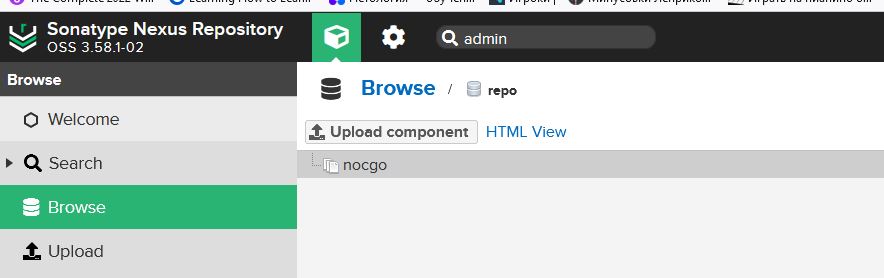 Sonatype Nexus Repository
OSS 3.58.1-02
admin
Browse
Welcome
Search
Browse
Upload
Browse / repo
Upload component HTML View
nocgo